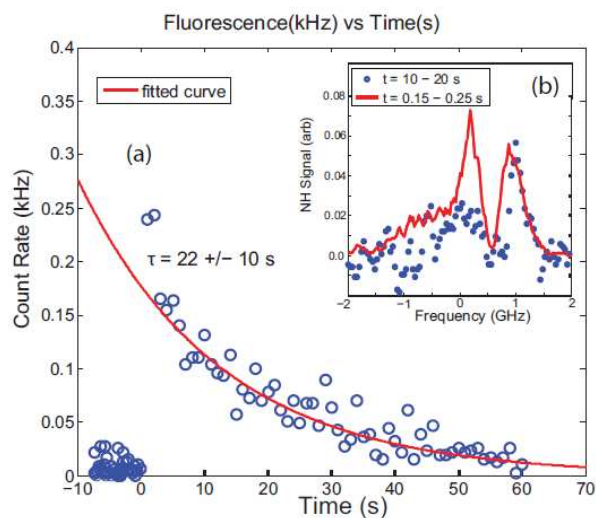 Fluorescence(kHz) vs Time(s)
0.4
0.35
0.3
0.25
0.2
0.15
0.1
0.05
0
Count Rate (kHz)
fitted curve
(a)
τ = 22 +/− 10 s
−10
0
10
20
30
40
50
60
70
Time (s)
t = 10 − 20 s
t = 0.15 − 0.25 s
(b)
NH Signal (arb)
0.08
0.06
0.04
0.02
0.0
−2
−1
0
1
2
Frequency (GHz)